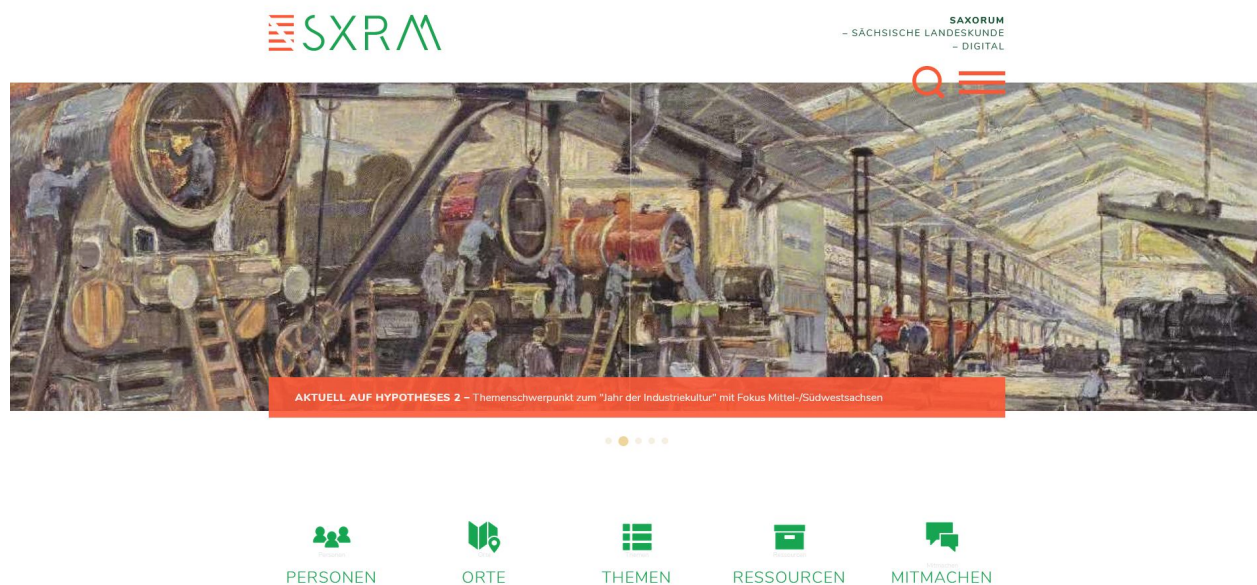 SXRM
SAXORUM
– SÄCHSISCHE LANDESKUNDE
– DIGITAL
AKTUELL AUF HYPOTHESES 2 – Themenschwerpunkt zum "Jahr der Industriekultur" mit Fokus Mittel-/Südwestsachsen
PERSONEN
ORTE
THEMEN
RESSOURCEN
MITMACHEN